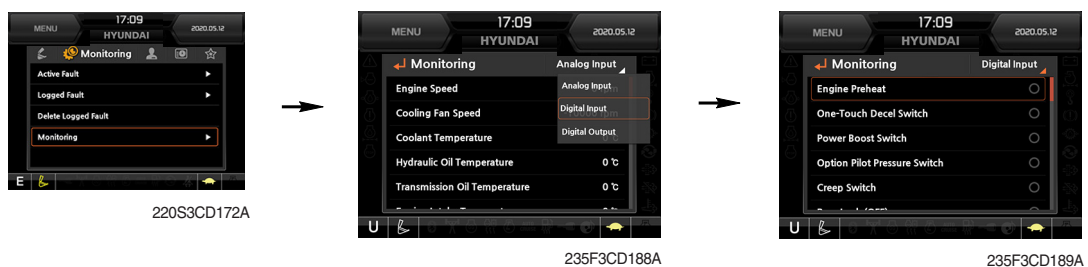 17:09
MENU
HYUNDAI
2020.05.12
Monitoring
Active Fault
Logged Fault
Delete Logged Fault
Monitoring
E
220S3CD172A
17:09
MENU
HYUNDAI
2020.05.12
Monitoring Analog Input
Engine Speed
Analog Input
Cooling Fan Speed
Digital Input
Coolant Temperature
Digital Output
Hydraulic Oil Temperature 0 ℃
Transmission Oil Temperature 0 ℃
U
235F3CD188A
17:09
MENU
HYUNDAI
2020.05.12
Monitoring Digital Input
Engine Preheat
One-Touch Decel Switch
Power Boost Switch
Option Pilot Pressure Switch
Creep Switch
U
235F3CD189A